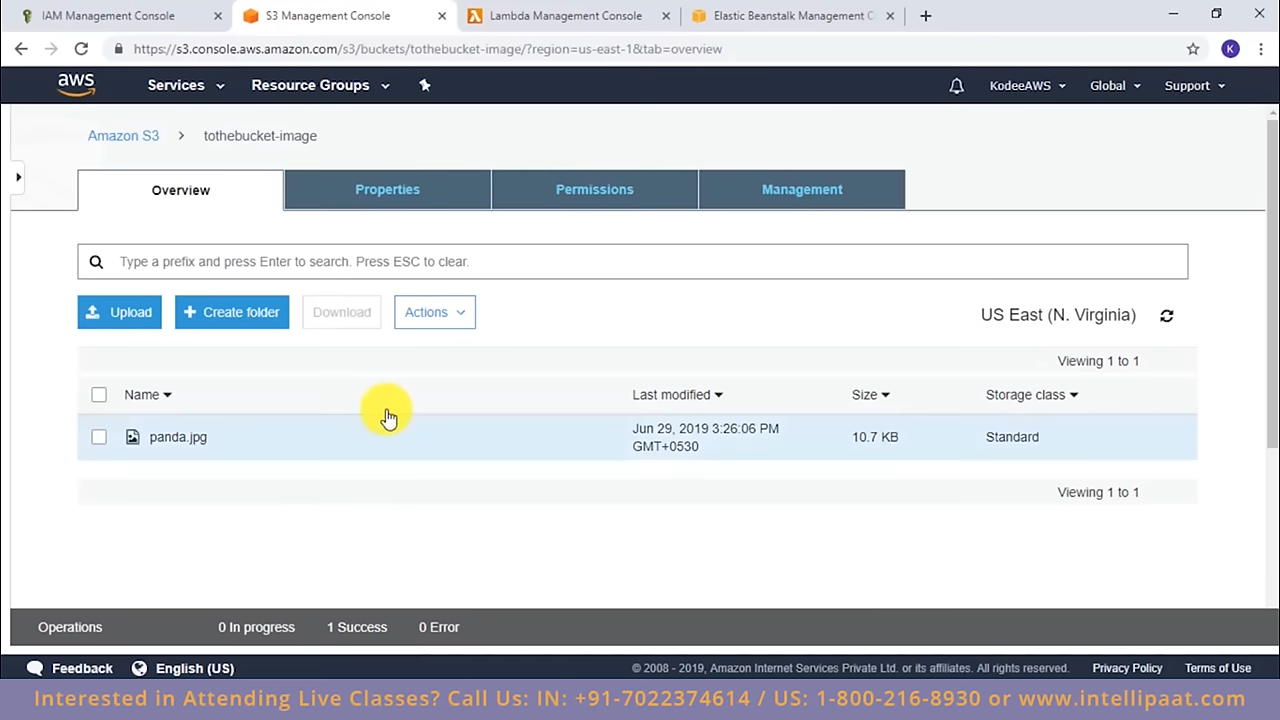 IAM Management Console
S3 Management Console
Lambda Management Console
Elastic Beanstalk Management C
https://s3.console.aws.amazon.com/s3/buckets/tothebucket-image/?region=us-east-1&tab=overview
K
aws
Services
Resource Groups
KodeeAWS
Global
Support
Amazon S3
tothebucket-image
Overview
Properties
Permissions
Management
Type a prefix and press Enter to search. Press ESC to clear.
Upload
Create folder
Download
Actions
US East (N. Virginia)
Viewing 1 to 1
Name
Last modified
Size
Storage class
panda.jpg
Jun 29, 2019 3:26:06 PM
GMT+0530
10.7 KB
Standard
Viewing 1 to 1
Operations
0 In progress
1 Success
0 Error
Feedback
English (US)
© 2008 - 2019, Amazon Internet Services Private Ltd. or its affiliates. All rights reserved.
Privacy Policy
Terms of Use
Interested in Attending Live Classes? Call Us: IN: +91-7022374614 / US: 1-800-216-8930 or www.intellipaat.com